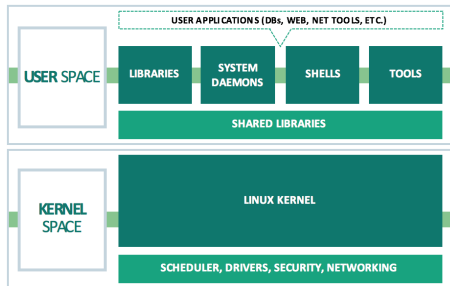 USER APPLICATIONS (DBs, WEB, NET TOOLS, ETC.)
USER SPACE
LIBRARIES
SYSTEM
DAEMONS
SHELLS
TOOLS
SHARED LIBRARIES
KERNEL
SPACE
LINUX KERNEL
SCHEDULER, DRIVERS, SECURITY, NETWORKING